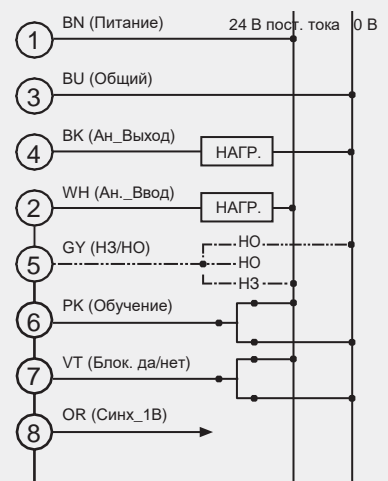 BN (Питание)
24 В пост. тока
0 В
1
BU (Общий)
3
BK (Ан_Выход)
4
НАГР.
WH (Ан._Ввод)
2
НАГР.
GY (НЗ/НО)
НО
5
НО
НЗ
PK (Обучение)
6
VT (Блок. да/нет)
7
OR (Синх_1В)
8